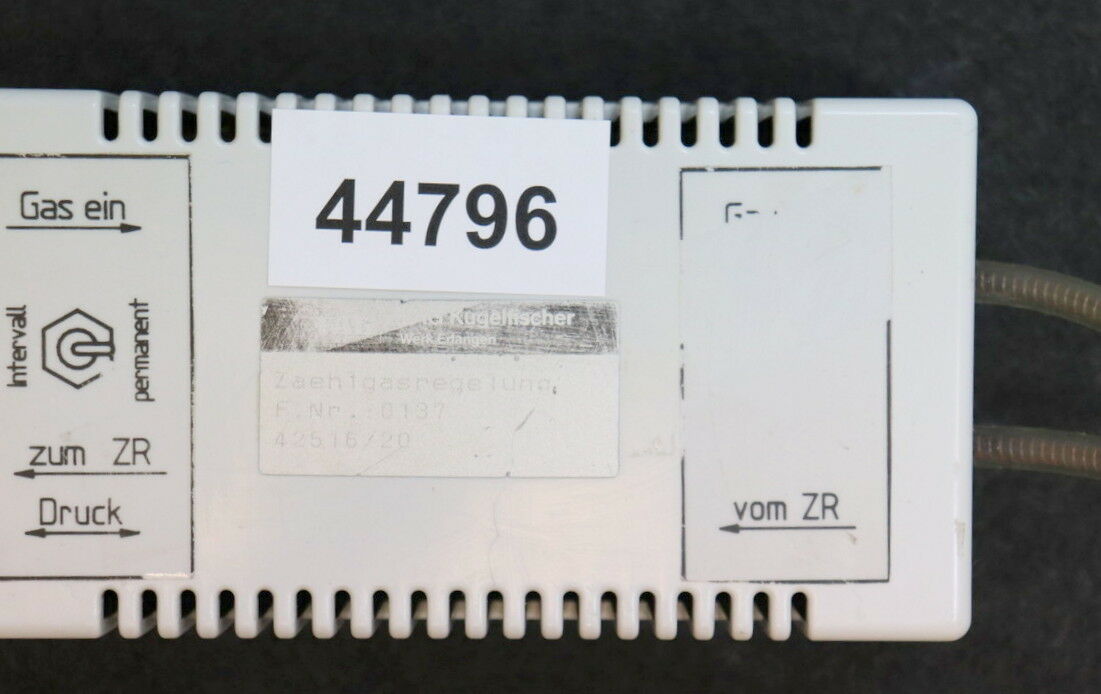 Gas ein
Intervall
permanent
zum ZR
Druck
44796
Kugelfischer
Werk Erlangen
Zaehlgasregelung
F.Nr. 0137
42516/20
vom ZR